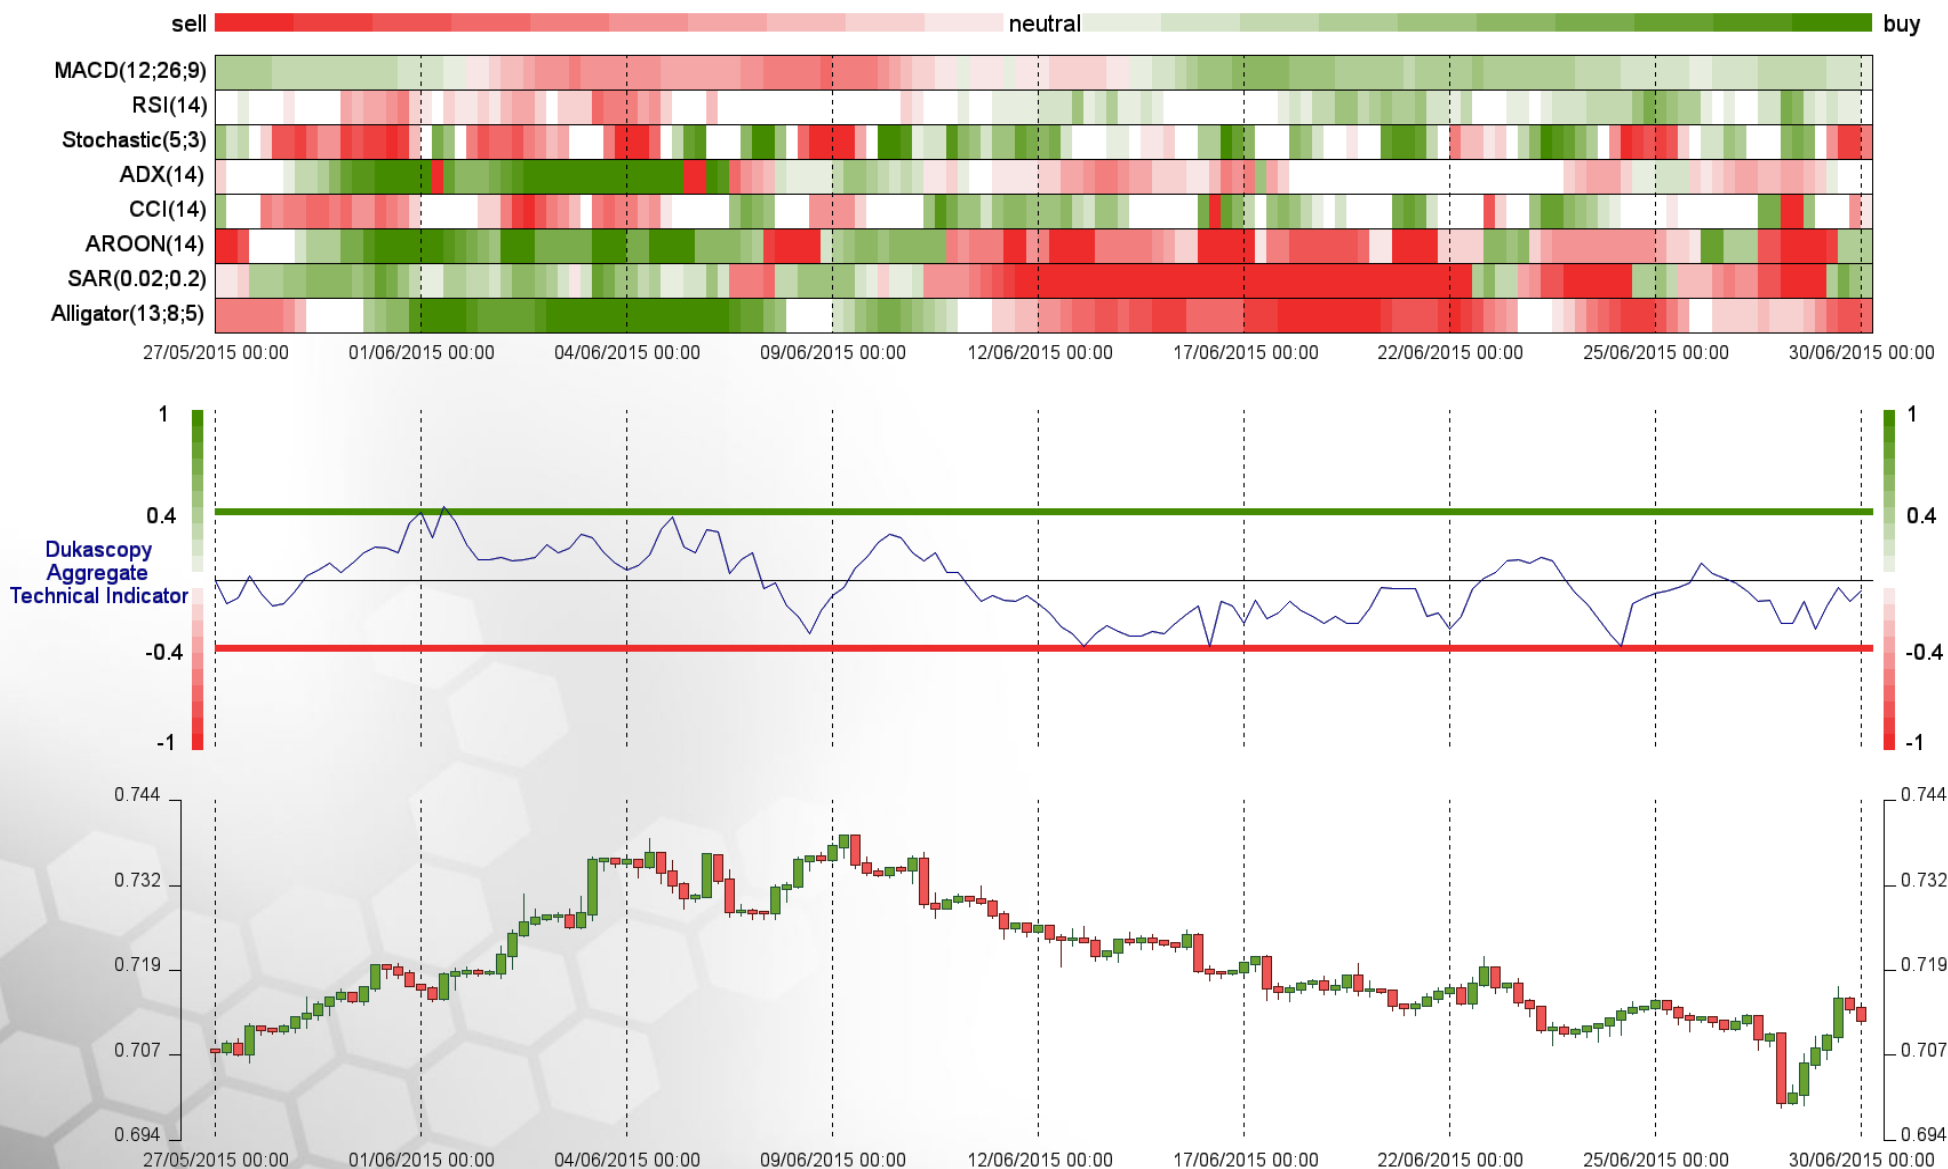 sell neutral buy
MACD(12;26;9)
RSI(14)
Stochastic(5;3)
ADX(14)
CCI(14)
AROON(14)
SAR(0.02;0.2)
Alligator(13;8;5)
27/05/2015 00:00 01/06/2015 00:00 04/06/2015 00:00 09/06/2015 00:00 12/06/2015 00:00 17/06/2015 00:00 22/06/2015 00:00 25/06/2015 00:00 30/06/2015 00:00
1 1
0.4 0.4
Dukascopy
Aggregate
Technical Indicator
-0.4 -0.4
-1 -1
0.744 0.744
0.732 0.732
0.719 0.719
0.707 0.707
0.694 0.694
27/05/2015 00:00 01/06/2015 00:00 04/06/2015 00:00 09/06/2015 00:00 12/06/2015 00:00 17/06/2015 00:00 22/06/2015 00:00 25/06/2015 00:00 30/06/2015 00:00